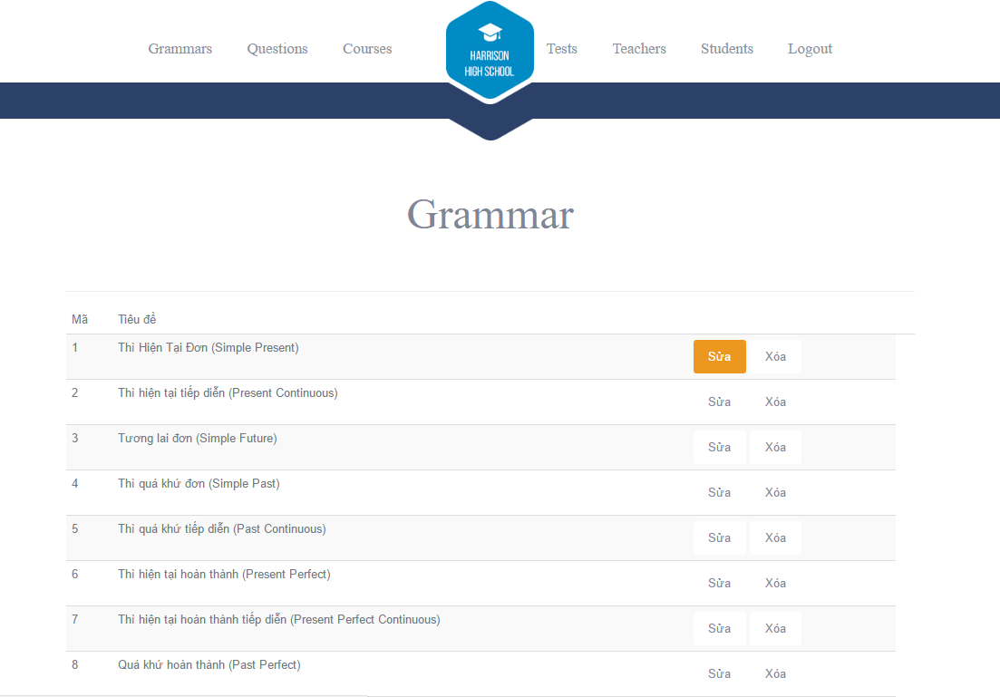 Grammars Questions Courses HARRISON HIGH SCHOOL Tests Teachers Students Logout
Grammar
Mã Tiêu đề
1 Thì Hiện Tại Đơn (Simple Present) Sửa Xóa
2 Thì hiện tại tiếp diễn (Present Continuous) Sửa Xóa
3 Tương lai đơn (Simple Future) Sửa Xóa
4 Thì quá khứ đơn (Simple Past) Sửa Xóa
5 Thì quá khứ tiếp diễn (Past Continuous) Sửa Xóa
6 Thì hiện tại hoàn thành (Present Perfect) Sửa Xóa
7 Thì hiện tại hoàn thành tiếp diễn (Present Perfect Continuous) Sửa Xóa
8 Quá khứ hoàn thành (Past Perfect) Sửa Xóa